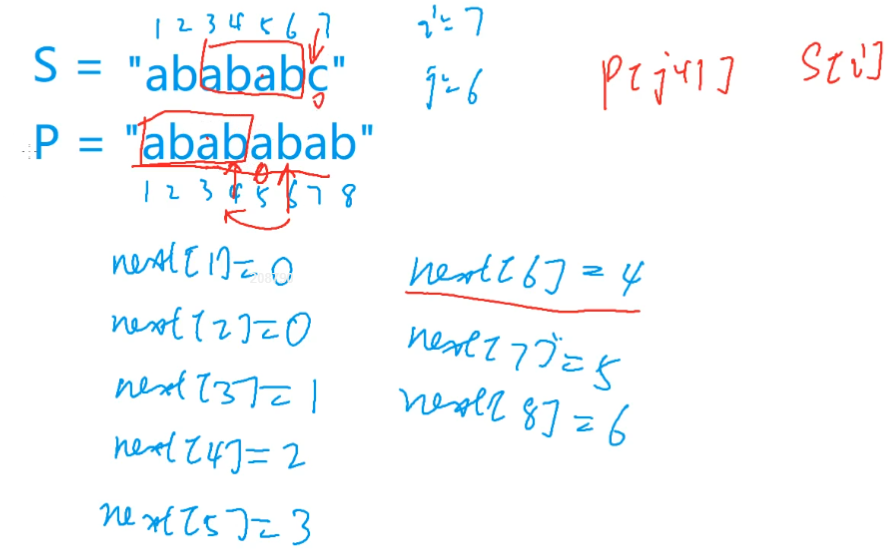 1 2 3 4 5 6 7
i=7
S = "abababc"
j=6
P[j+1] S[i]
P = "abababab"
1 2 3 4 5 6 7 8
next[1]=0
next[2]=0
next[3]=1
next[4]=2
next[5]=3
next[6]=4
next[7]=5
next[8]=6